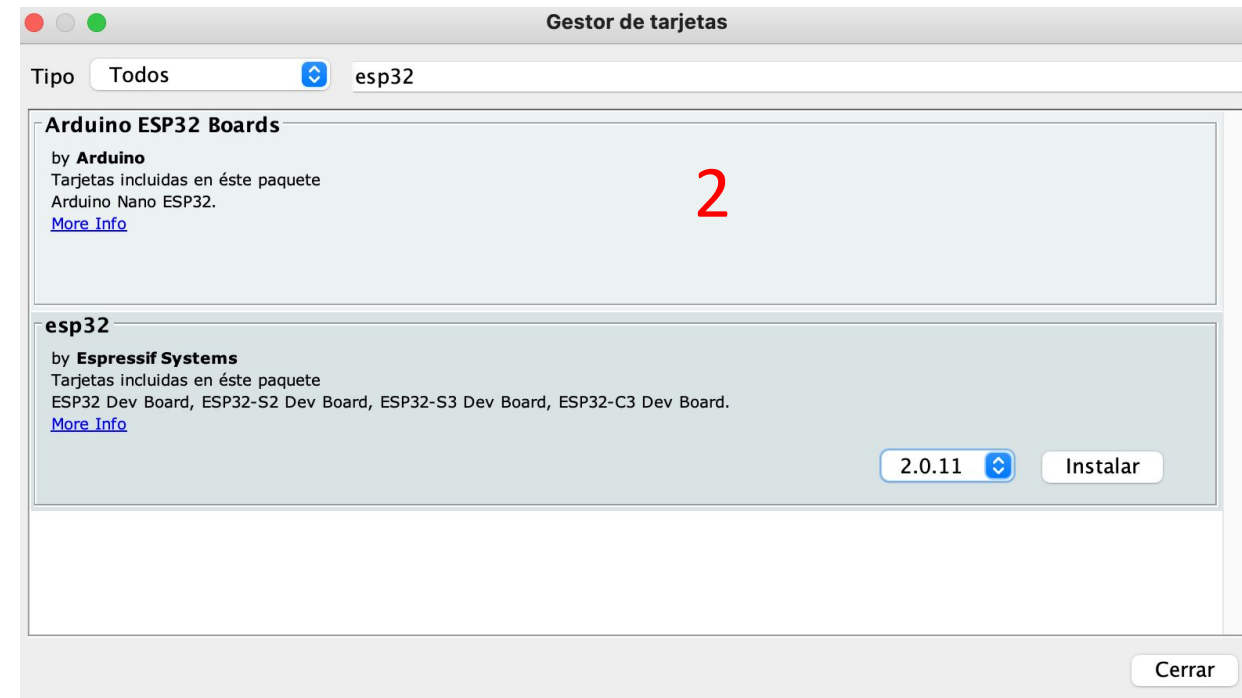 Gestor de tarjetas
Tipo Todos esp32
Arduino ESP32 Boards
by Arduino
Tarjetas incluidas en éste paquete
Arduino Nano ESP32.
More Info
2
esp32
by Espressif Systems
Tarjetas incluidas en éste paquete
ESP32 Dev Board, ESP32-S2 Dev Board, ESP32-S3 Dev Board, ESP32-C3 Dev Board.
More Info
2.0.11 Instalar
Cerrar